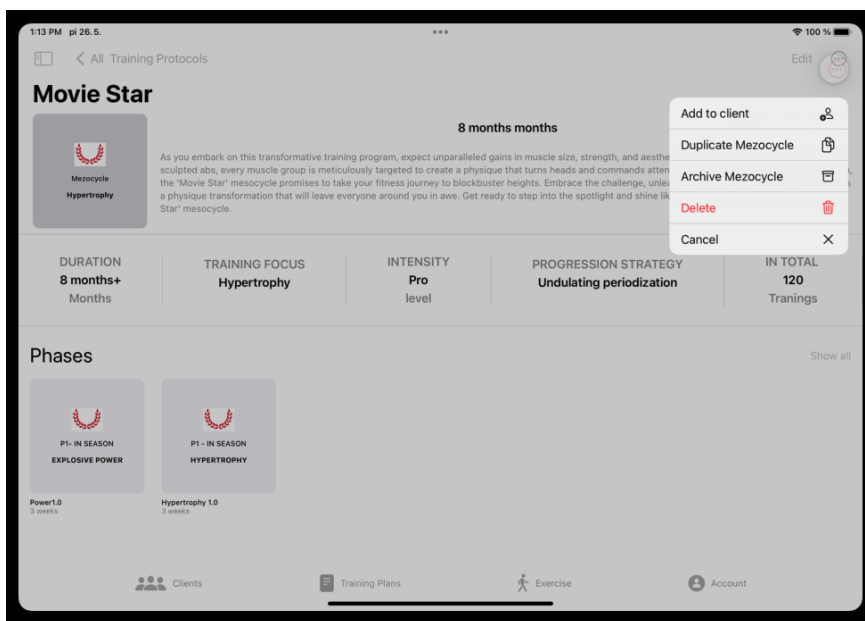 1:13 PM pi 26. 5.
100 %
All Training Protocols
Edit
Movie Star
8 months months
Mezocycle
Hypertrophy
As you embark on this transformative training program, expect unparalleled gains in muscle size, strength, and aesthe
sculpted abs, every muscle group is meticulously targeted to create a physique that turns heads and commands atten
the 'Movie Star' mesocycle promises to take your fitness journey to blockbuster heights. Embrace the challenge, unlea
a physique transformation that will leave everyone around you in awe. Get ready to step into the spotlight and shine lik
Star' mesocycle.
Add to client
Duplicate Mezocycle
Archive Mezocycle
Delete
Cancel
DURATION
8 months+
Months
TRAINING FOCUS
Hypertrophy
INTENSITY
Pro
level
PROGRESSION STRATEGY
Undulating periodization
IN TOTAL
120
Tranings
Phases
Show all
P1- IN SEASON
EXPLOSIVE POWER
Power1.0
3 weeks
P1 - IN SEASON
HYPERTROPHY
Hypertrophy 1.0
3 weeks
Clients
Training Plans
Exercise
Account